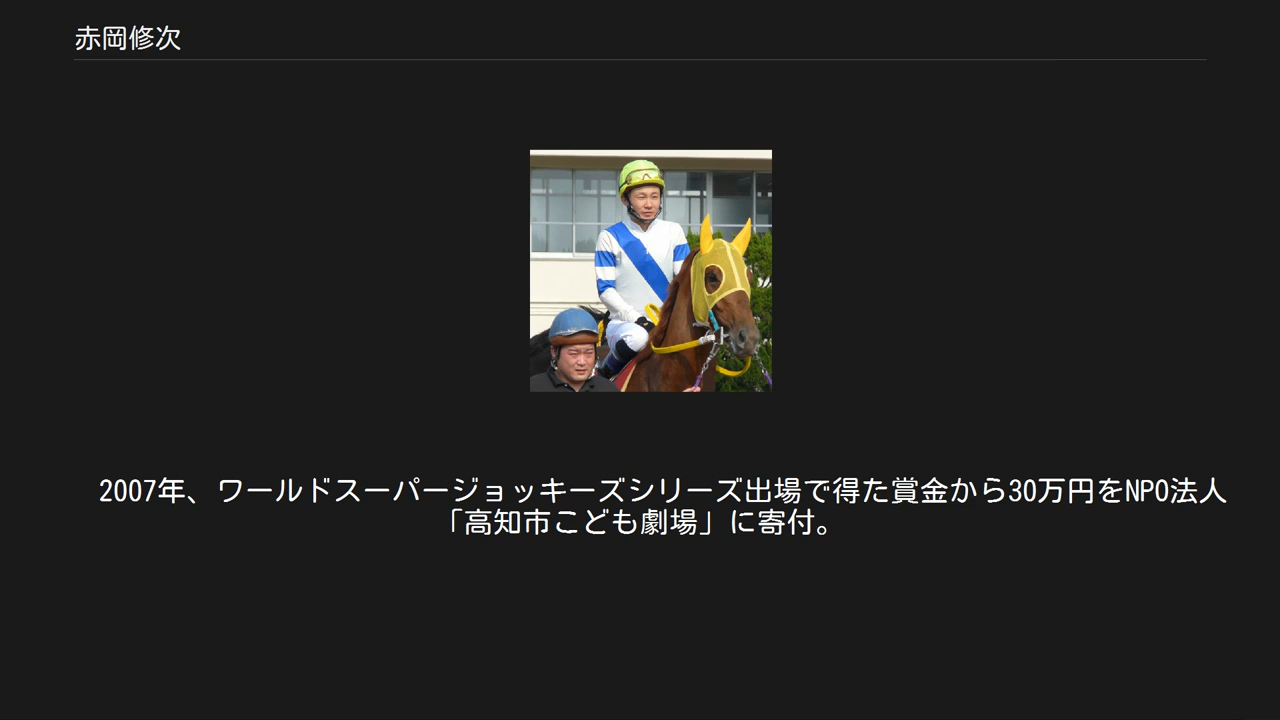 赤岡修次
2007年、ワールドスーパージョッキーズシリーズ出場で得た賞金から30万円をNPO法人
「高知市こども劇場」に寄付。